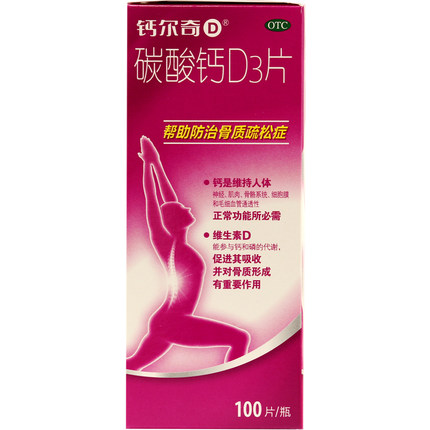 钙尔奇D®
OTC
碳酸钙D3片
帮助防治骨质疏松症
钙是维持人体
神经、肌肉、骨骼系统、细胞膜
和毛细血管通透性
正常功能所必需
维生素D
能参与钙和磷的代谢,
促进其吸收
并对骨质形成
有重要作用
100片/瓶